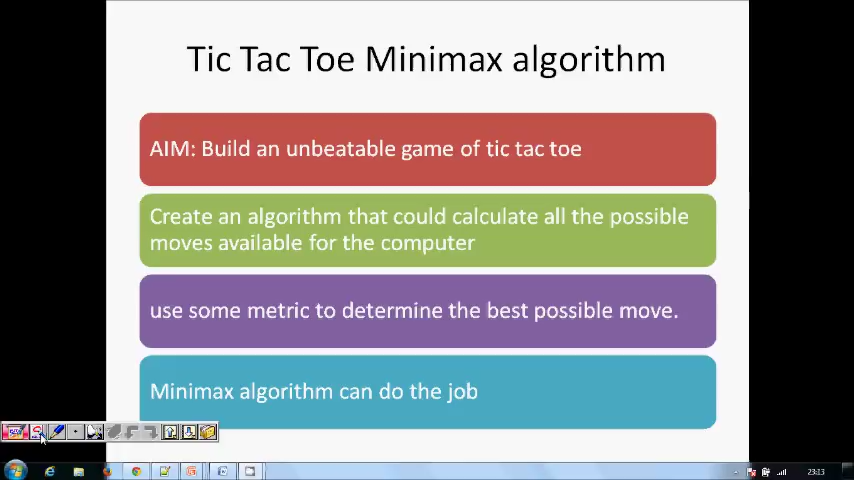 Tic Tac Toe Minimax algorithm
AIM: Build an unbeatable game of tic tac toe
Create an algorithm that could calculate all the possible
moves available for the computer
use some metric to determine the best possible move.
Minimax algorithm can do the job
23:13